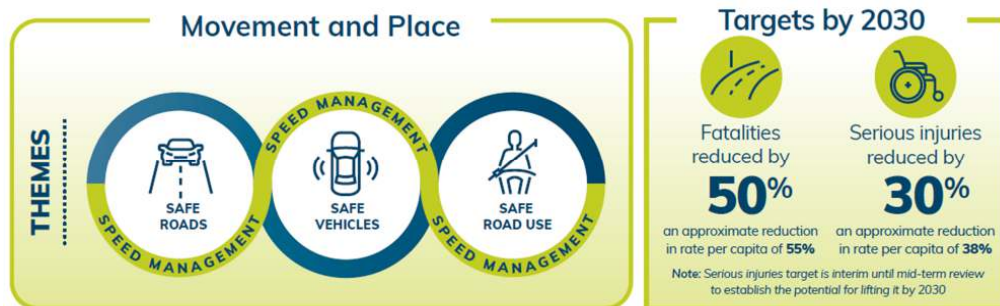 Movement and Place
THEMES
SPEED MANAGEMENT
SAFE
ROADS
SPEED MANAGEMENT
SAFE
VEHICLES
SPEED MANAGEMENT
SAFE
ROAD USE
Targets by 2030
Fatalities
reduced by
50%
an approximate reduction
in rate per capita of 55%
Serious injuries
reduced by
30%
an approximate reduction
in rate per capita of 38%
Note: Serious injuries target is interim until mid-term review
to establish the potential for lifting it by 2030